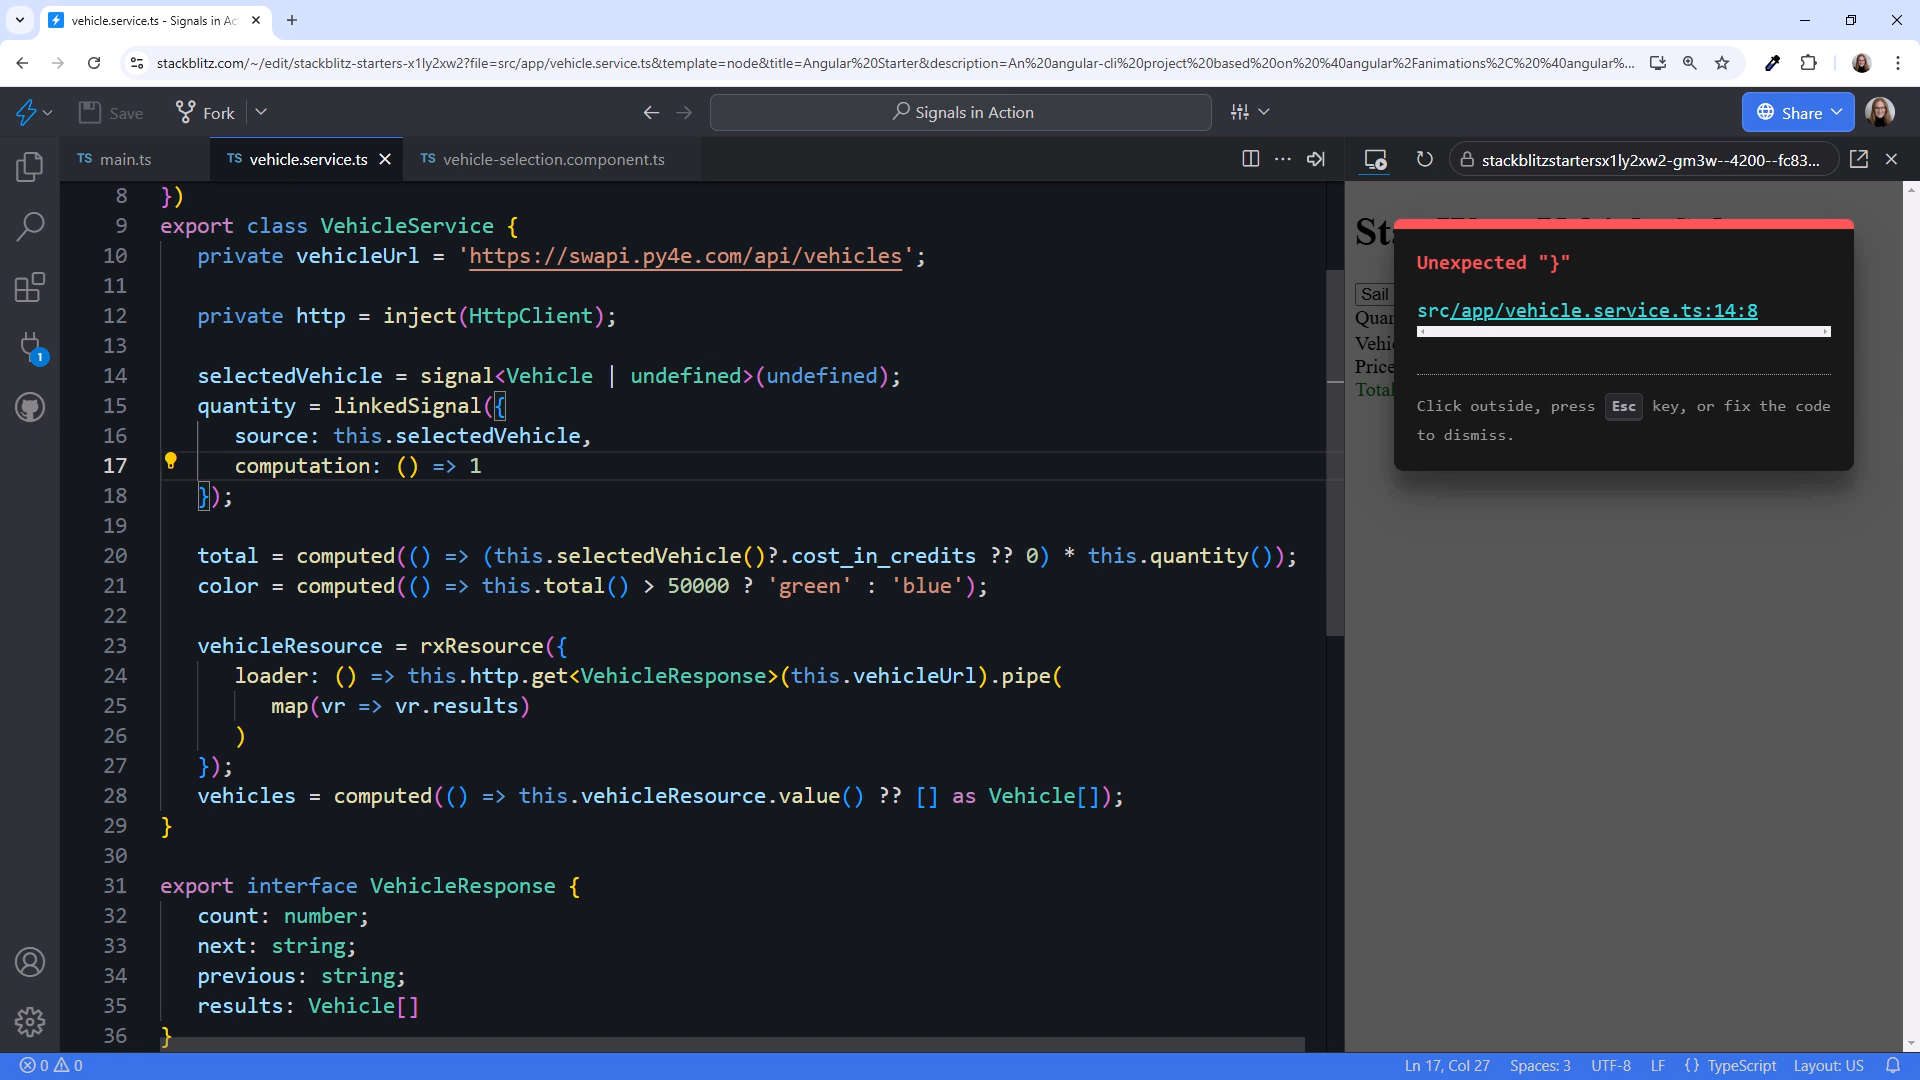 vehicle.service.ts - Signals in Ac
stackblitz.com/~/edit/stackblitz-starters-x1ly2xw2?file=src/app/vehicle.service.ts&template=node&title=Angular%20Starter&description=An%20angular-cli%20project%20based%20on%20%40angular%2Fanimations%2C%20%40angular%...
Save
Fork
Signals in Action
Share
TS main.ts
TS vehicle.service.ts
TS vehicle-selection.component.ts
stackblitzstartersx1ly2xw2-gm3w--4200--fc83...
8 })
9 export class VehicleService {
10 private vehicleUrl = 'https://swapi.py4e.com/api/vehicles';
11
12 private http = inject(HttpClient);
13
14 selectedVehicle = signal<Vehicle | undefined>(undefined);
15 quantity = linkedSignal({
16 source: this.selectedVehicle,
17 computation: () => 1
18 });
19
20 total = computed(() => (this.selectedVehicle()?.cost_in_credits ?? 0) * this.quantity());
21 color = computed(() => this.total() > 50000 ? 'green' : 'blue');
22
23 vehicleResource = rxResource({
24 loader: () => this.http.get<VehicleResponse>(this.vehicleUrl).pipe(
25 map(vr => vr.results)
26 )
27 });
28 vehicles = computed(() => this.vehicleResource.value() ?? [] as Vehicle[]);
29 }
30
31 export interface VehicleResponse {
32 count: number;
33 next: string;
34 previous: string;
35 results: Vehicle[]
36 }
1
Sail
Quan
Vehi
Price
Total
Unexpected "}"
src/app/vehicle.service.ts:14:8
Click outside, press Esc key, or fix the code
to dismiss.
0 0
Ln 17, Col 27
Spaces: 3
UTF-8
LF
{} TypeScript
Layout: US